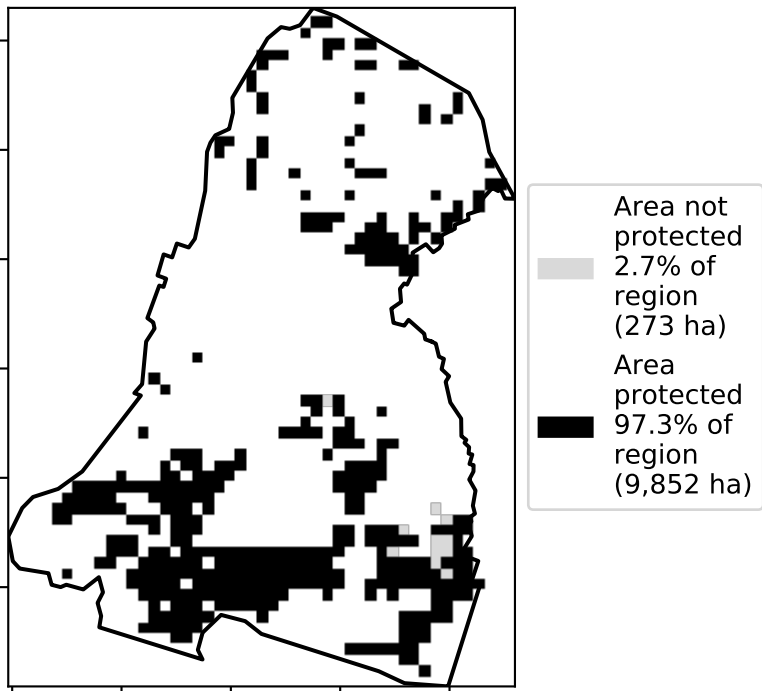 Area not
protected
2.7% of
region
(273 ha)
Area
protected
97.3% of
region
(9,852 ha)